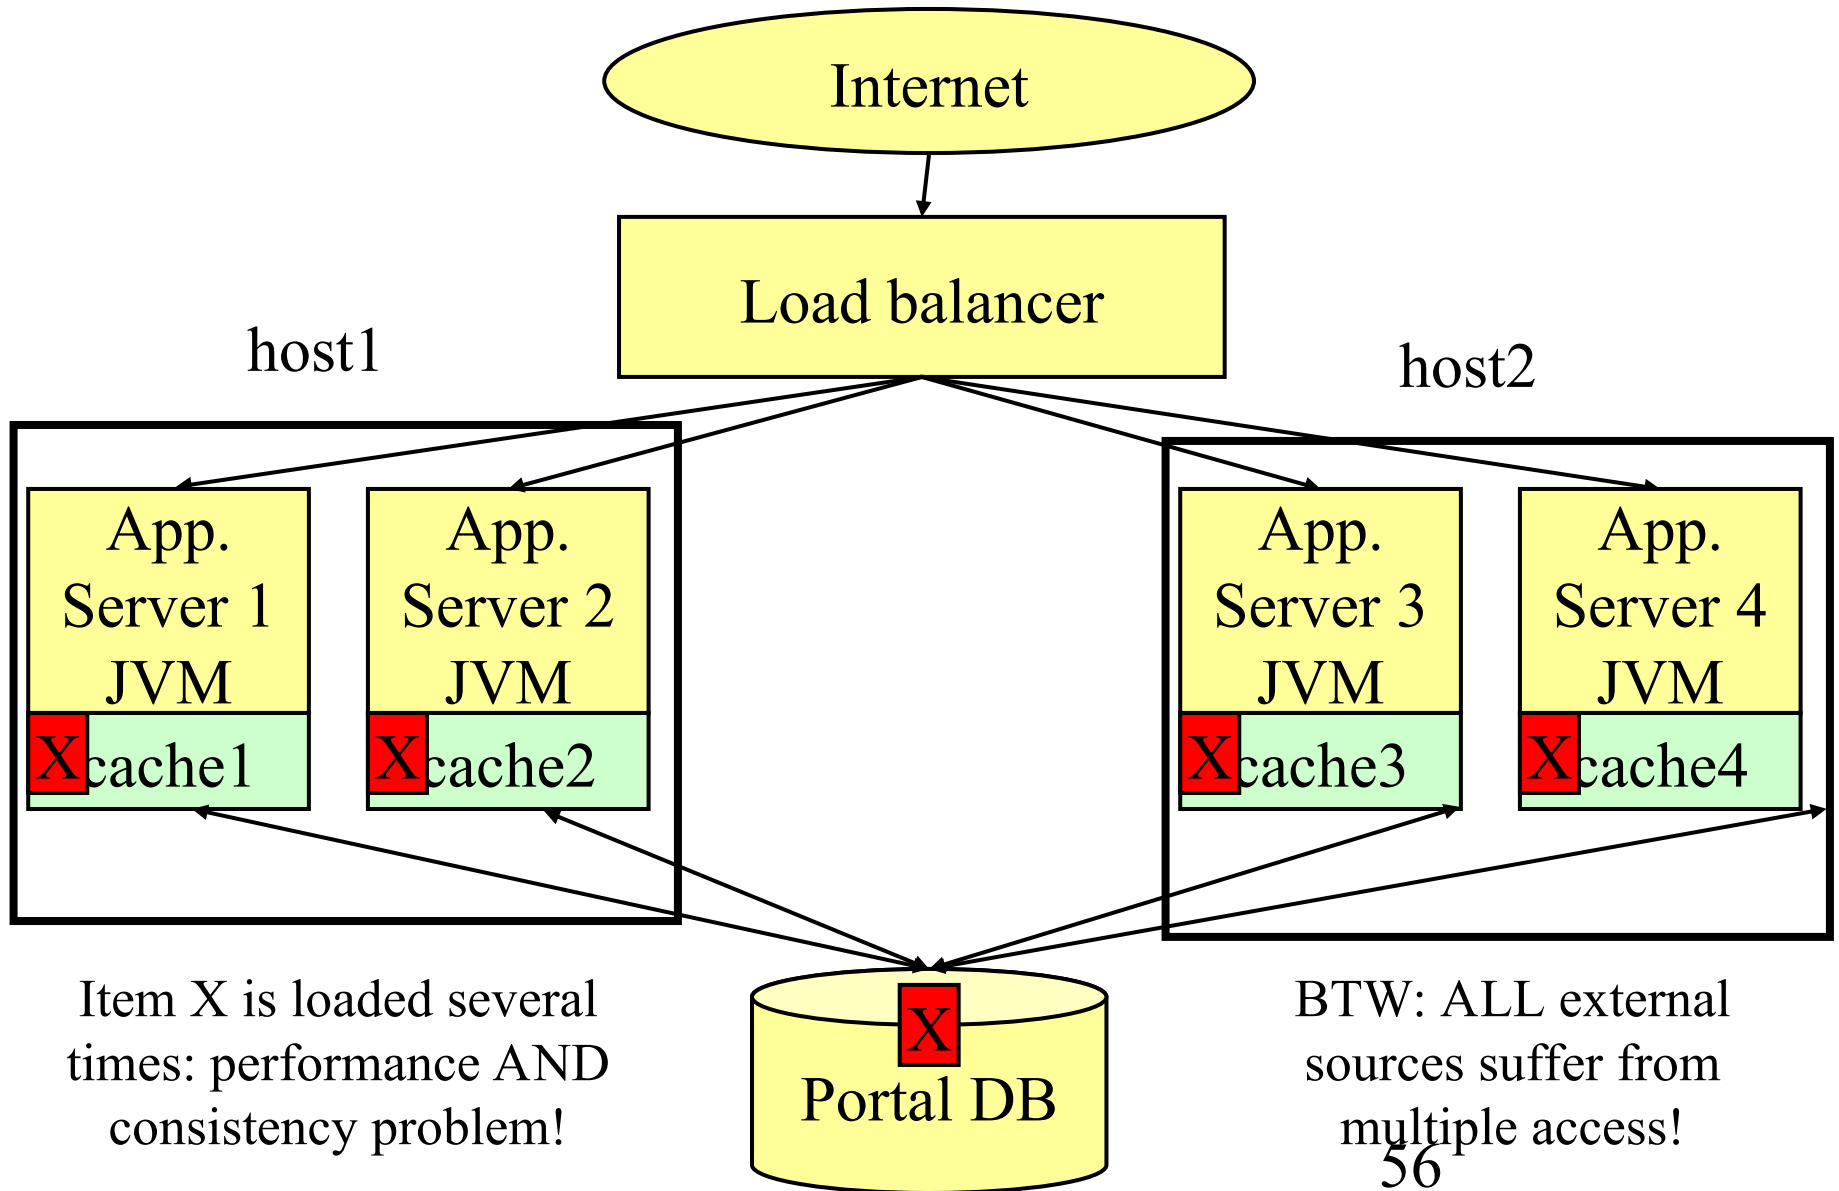 Internet
Load balancer
host1
host2
App.
Server 1
JVM
X cache1
App.
Server 2
JVM
X cache2
App.
Server 3
JVM
X cache3
App.
Server 4
JVM
X cache4
Item X is loaded several
times: performance AND
consistency problem!
X
Portal DB
BTW: ALL external
sources suffer from
multiple access!
56